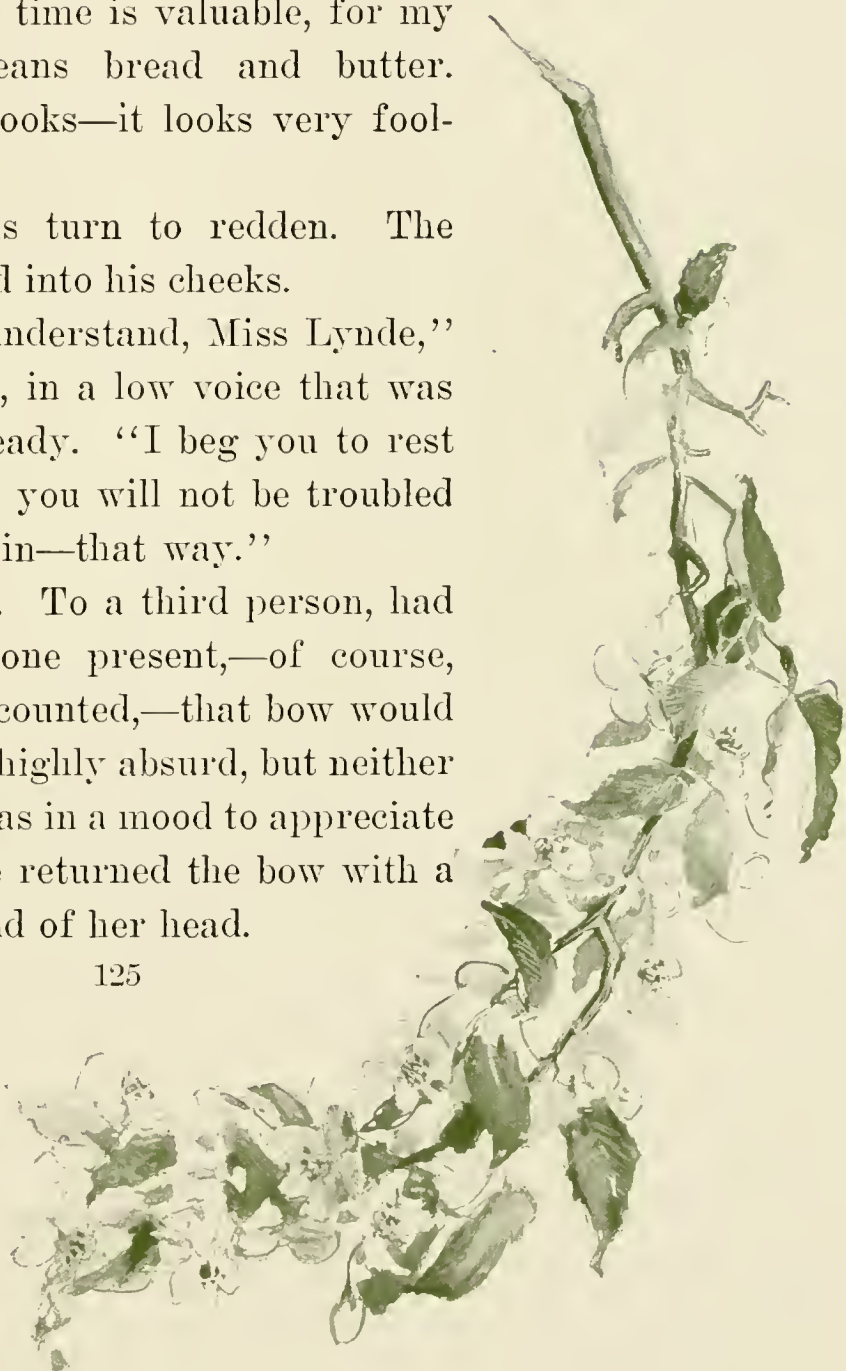 time is valuable, for my
eans bread and butter.
ooks—it looks very fool-
s turn to redden. The
d into his cheeks.
nderstand, Miss Lynde,”
, in a low voice that was
eady. “I beg you to rest
you will not be troubled
in—that way.”
. To a third person, had
one present,—of course,
counted,—that bow would
highly absurd, but neither
as in a mood to appreciate
e returned the bow with a
nd of her head.
125